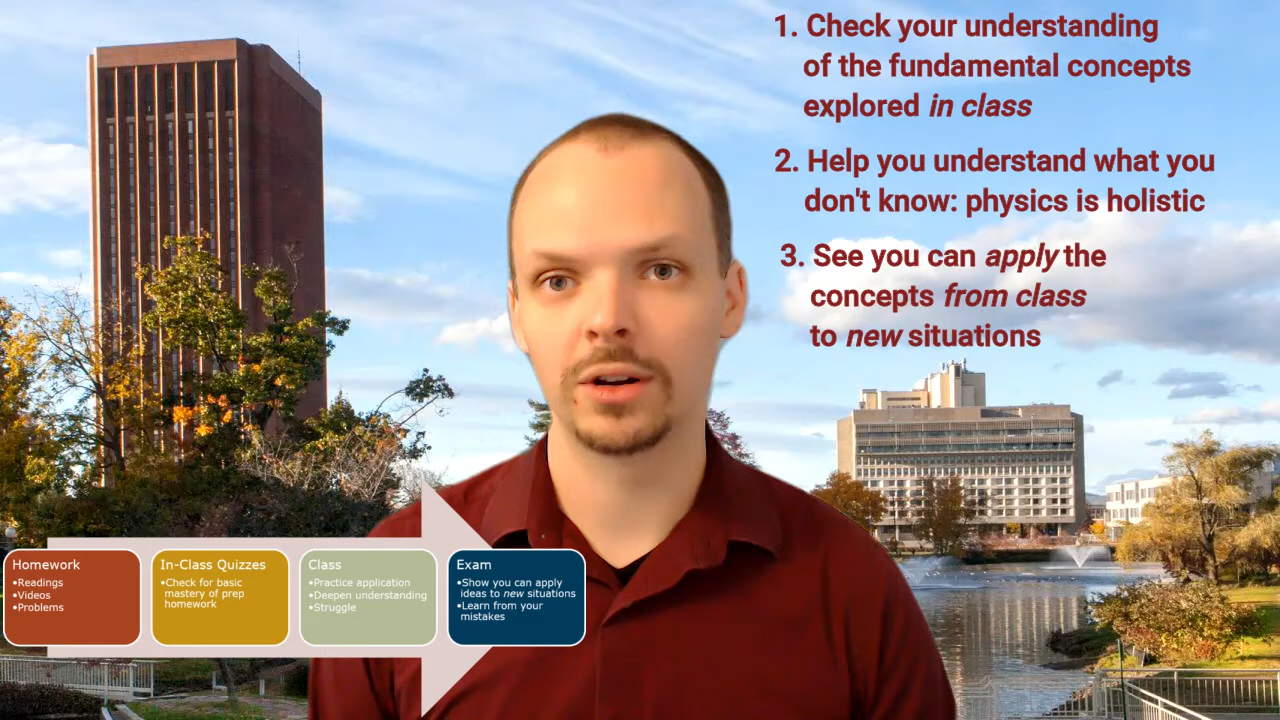 1. Check your understanding
of the fundamental concepts
explored in class
2. Help you understand what you
don't know: physics is holistic
3. See you can apply the
concepts from class
to new situations
Homework
•Readings
•Videos
•Problems
In-Class Quizzes
•Check for basic
mastery of prep
homework
Class
•Practice application
•Deepen understanding
•Struggle
Exam
•Show you can apply
ideas to new situations
•Learn from your
mistakes